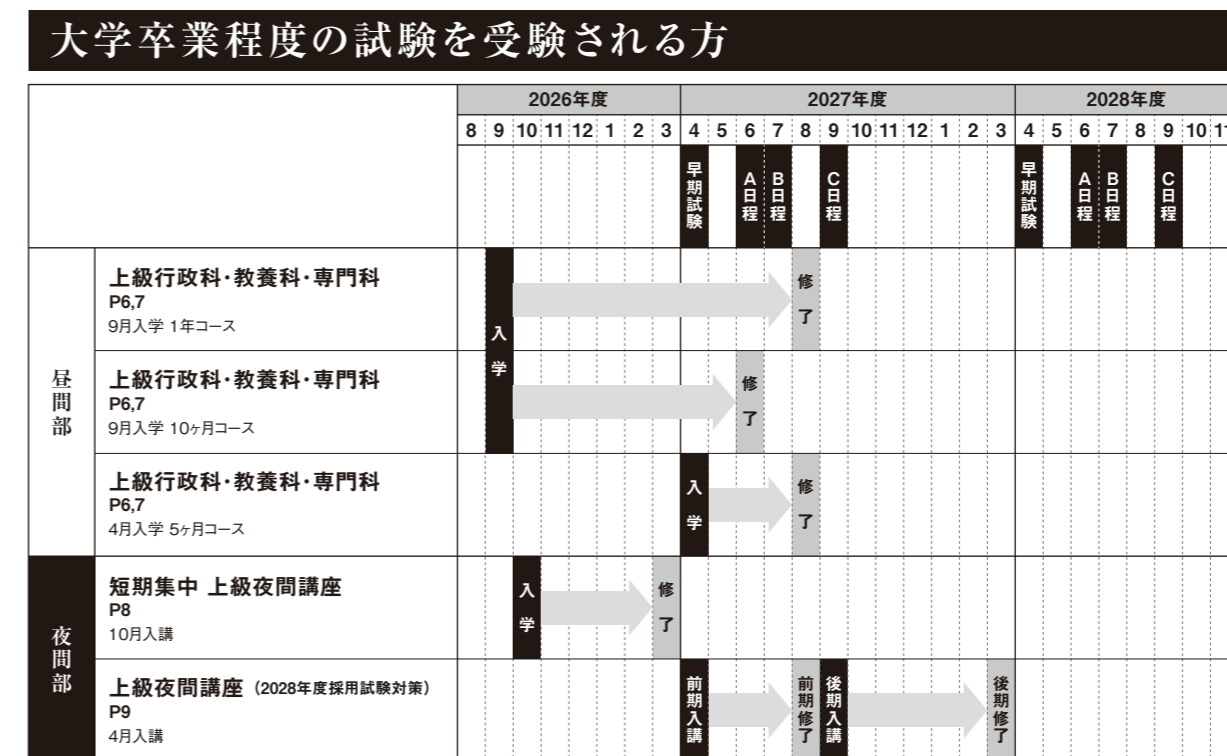 大学卒業程度の試験を受験される方
2026年度 2027年度 2028年度
8 9 10 11 12 1 2 3 4 5 6 7 8 9 10 11 12 1 2 3 4 5 6 7 8 9 10
早期試験 A日程 B日程 C日程 早期試験 A日程 B日程 C日程
昼間部
上級行政科・教養科・専門科
P6,7
9月入学 1年コース
入学
修了
上級行政科・教養科・専門科
P6,7
9月入学 10ヶ月コース
修了
上級行政科・教養科・専門科
P6,7
4月入学 5ヶ月コース
入学
修了
夜間部
短期集中 上級夜間講座
P8
10月入講
入学
修了
上級夜間講座(2028年度採用試験対策)
P9
4月入講
前期入講
前期修了
後期入講
後期修了